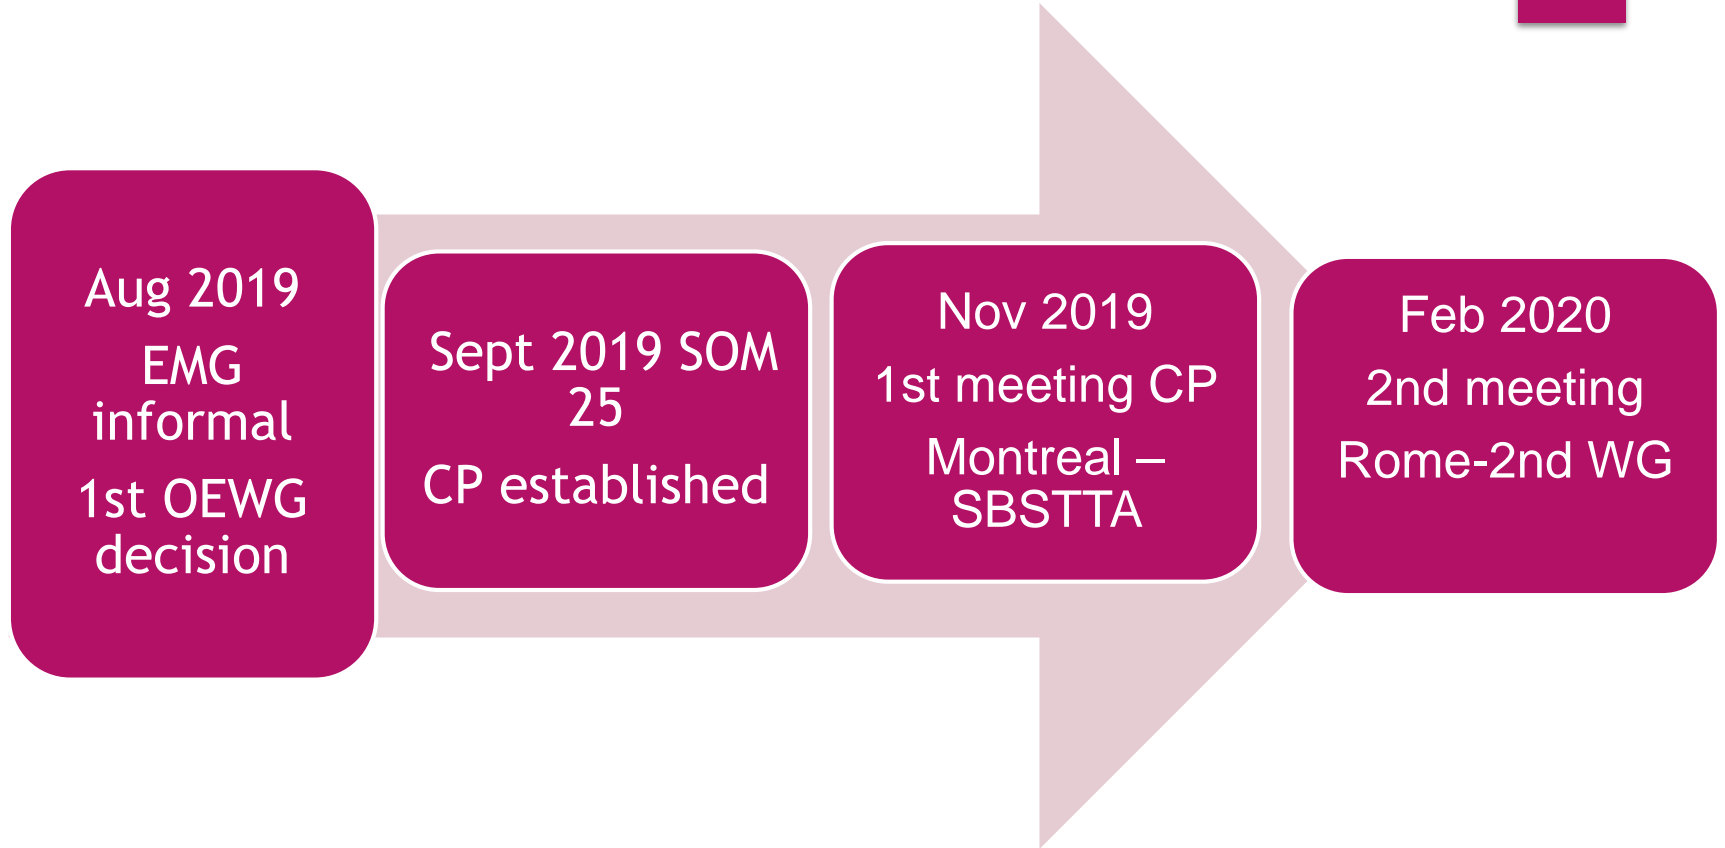 Aug 2019
EMG
informal
1st OEWG
decision
Sept 2019 SOM
25
CP established
Nov 2019
1st meeting CP
Montreal –
SBSTTA
Feb 2020
2nd meeting
Rome-2nd WG